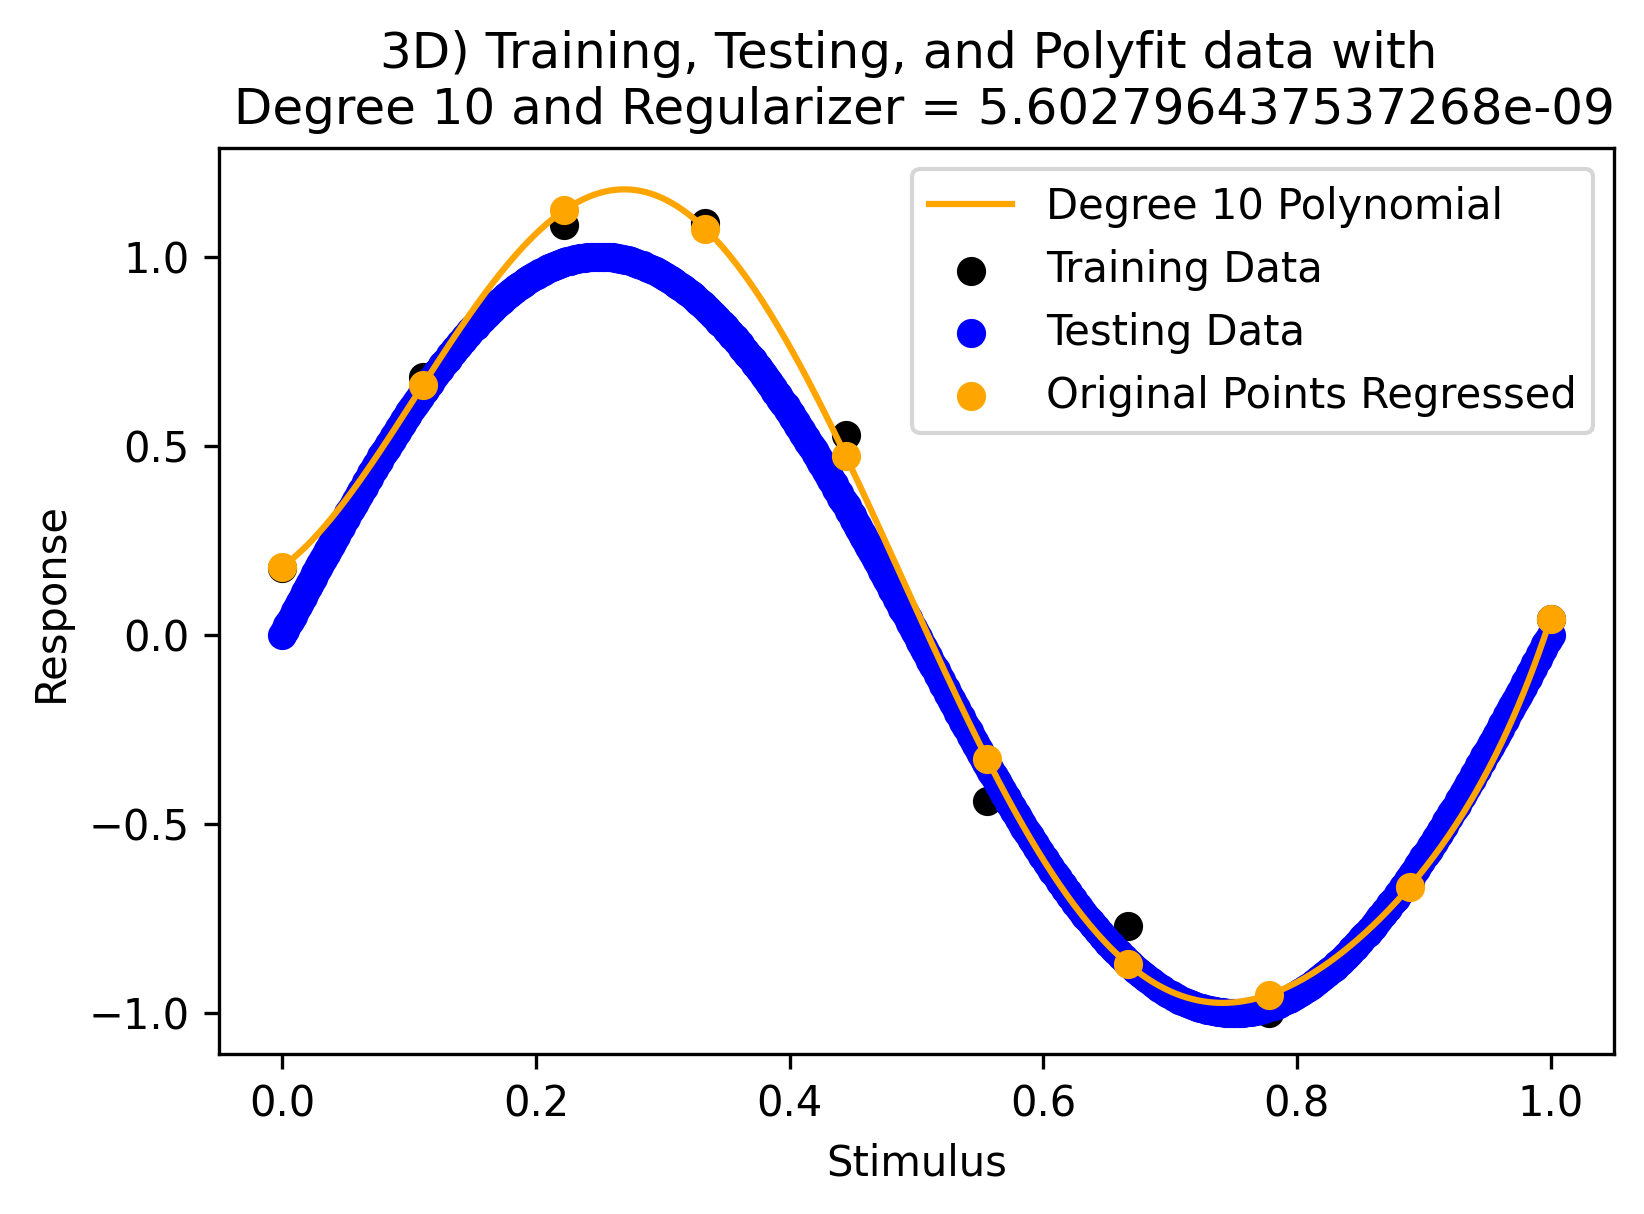 3D) Training, Testing, and Polyfit data with
Degree 10 and Regularizer = 5.602796437537268e-09
Degree 10 Polynomial
Training Data
Testing Data
Original Points Regressed
1.0
0.5
0.0
−0.5
−1.0
Response
0.0 0.2 0.4 0.6 0.8 1.0
Stimulus